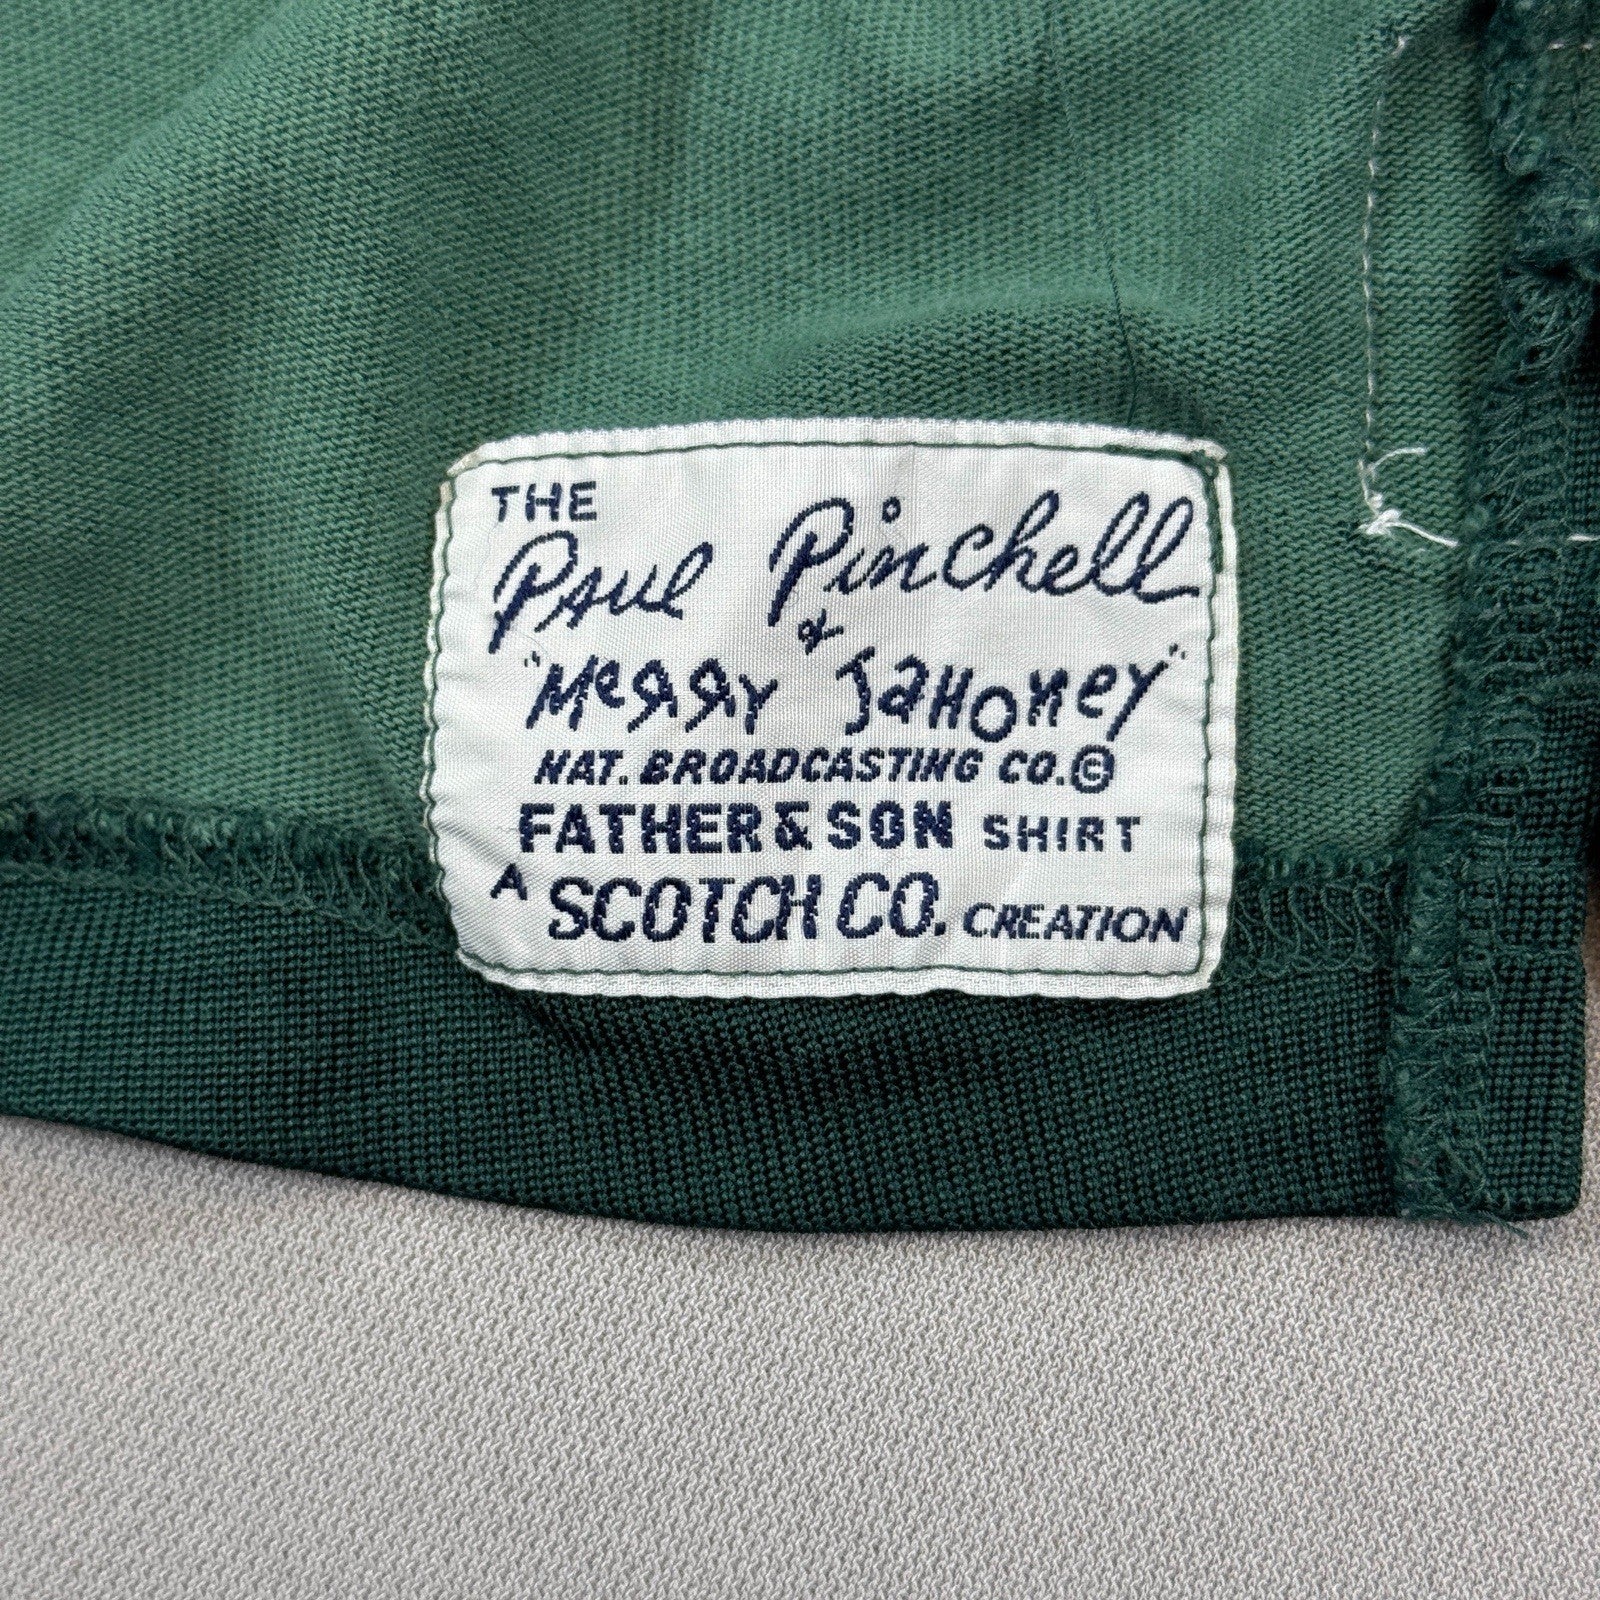 THE
Paul Pinchell
&
"MeRRy JaHoney"
NAT. BROADCASTING CO.©
FATHER & SON SHIRT
A SCOTCH CO. CREATION